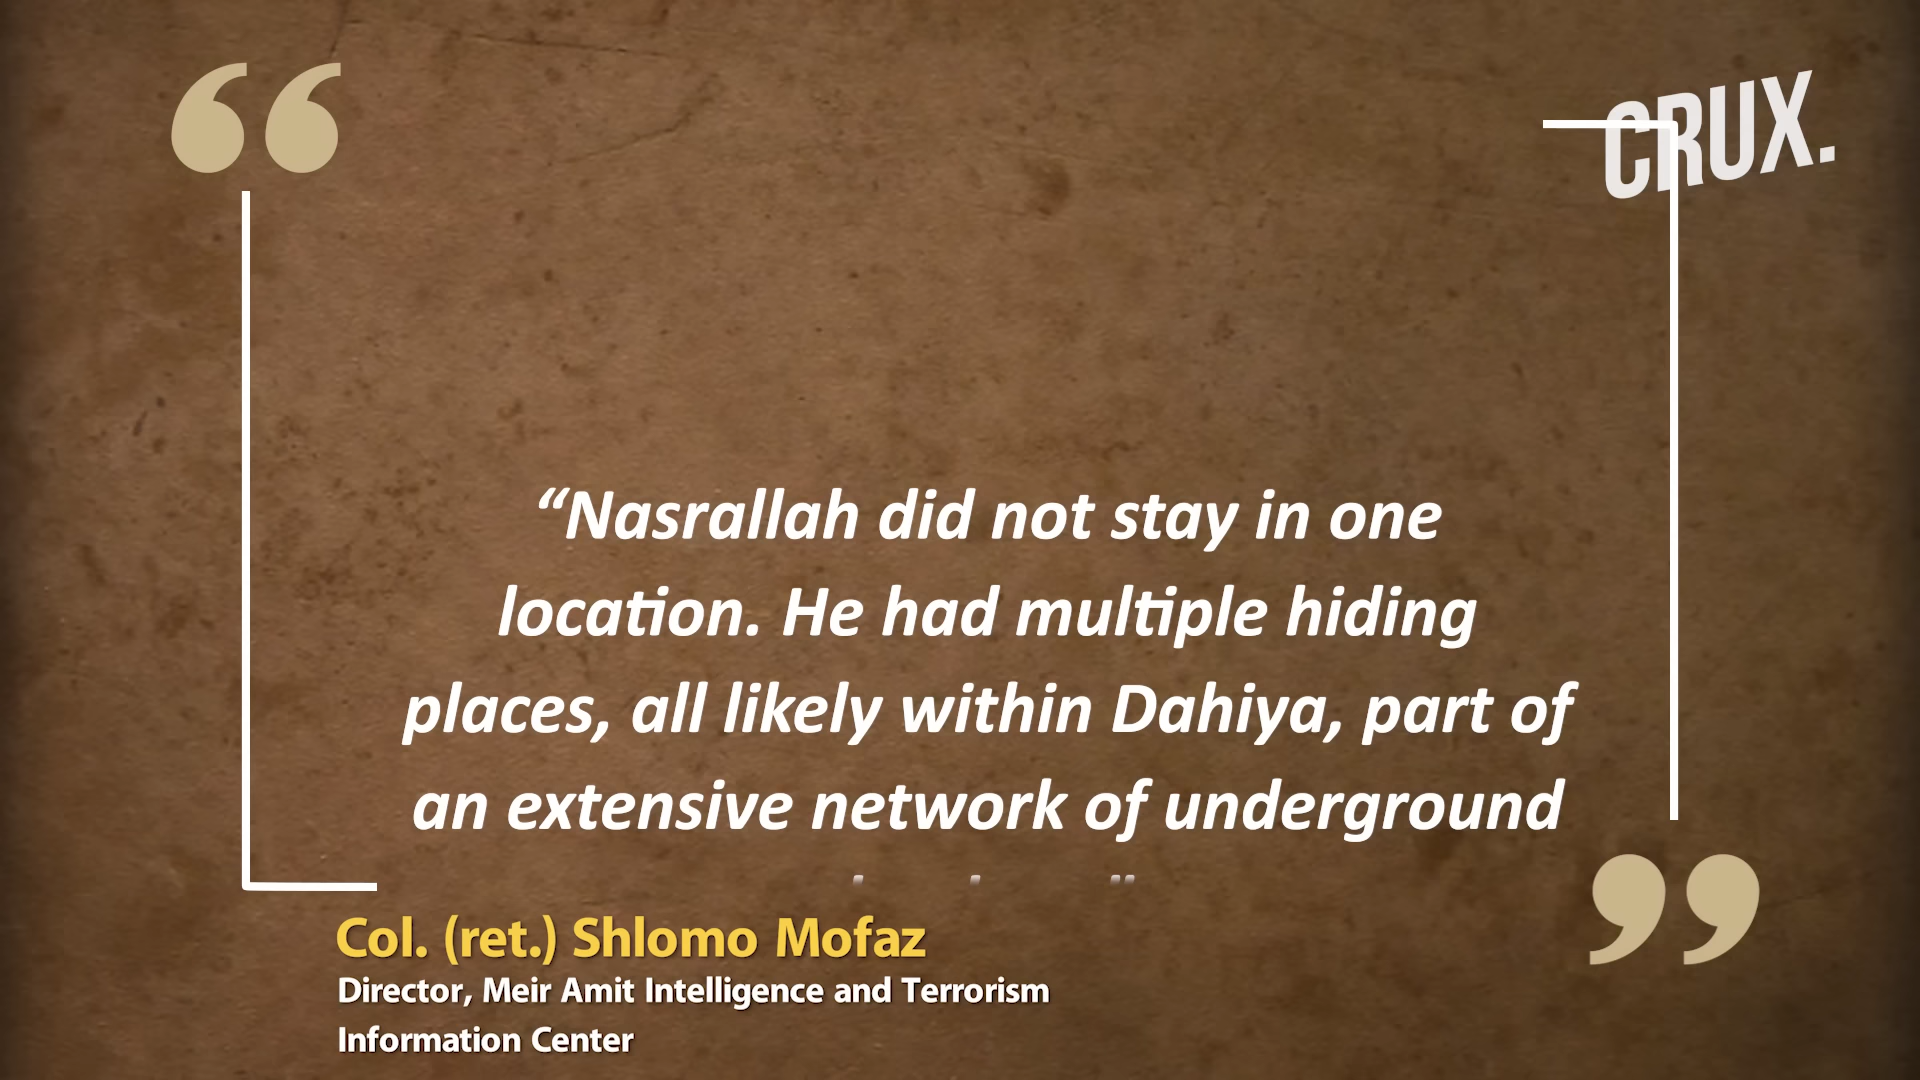 CRUX.
“Nasrallah did not stay in one
location. He had multiple hiding
places, all likely within Dahiya, part of
an extensive network of underground
Col. (ret.) Shlomo Mofaz
Director, Meir Amit Intelligence and Terrorism
Information Center